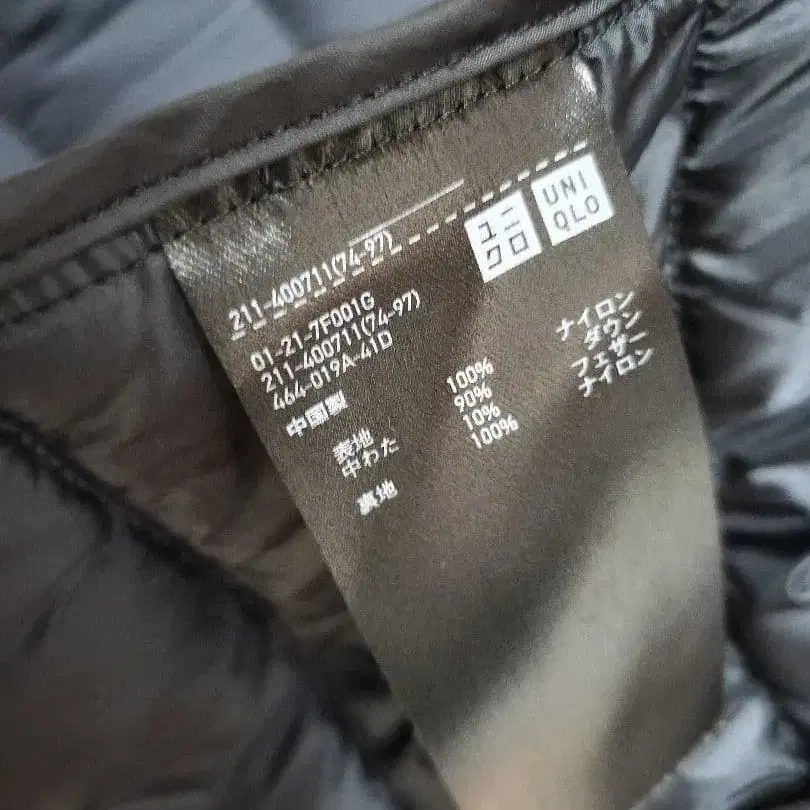 ユニ
クロ
UNI
QLO
211-400711(74-97)
01-21-7F001G
211-400711(74-97)
464-019A-41D
中国製
表地 100% ナイロン
中わた 90% ダウン
10% フェザー
裏地 100% ナイロン